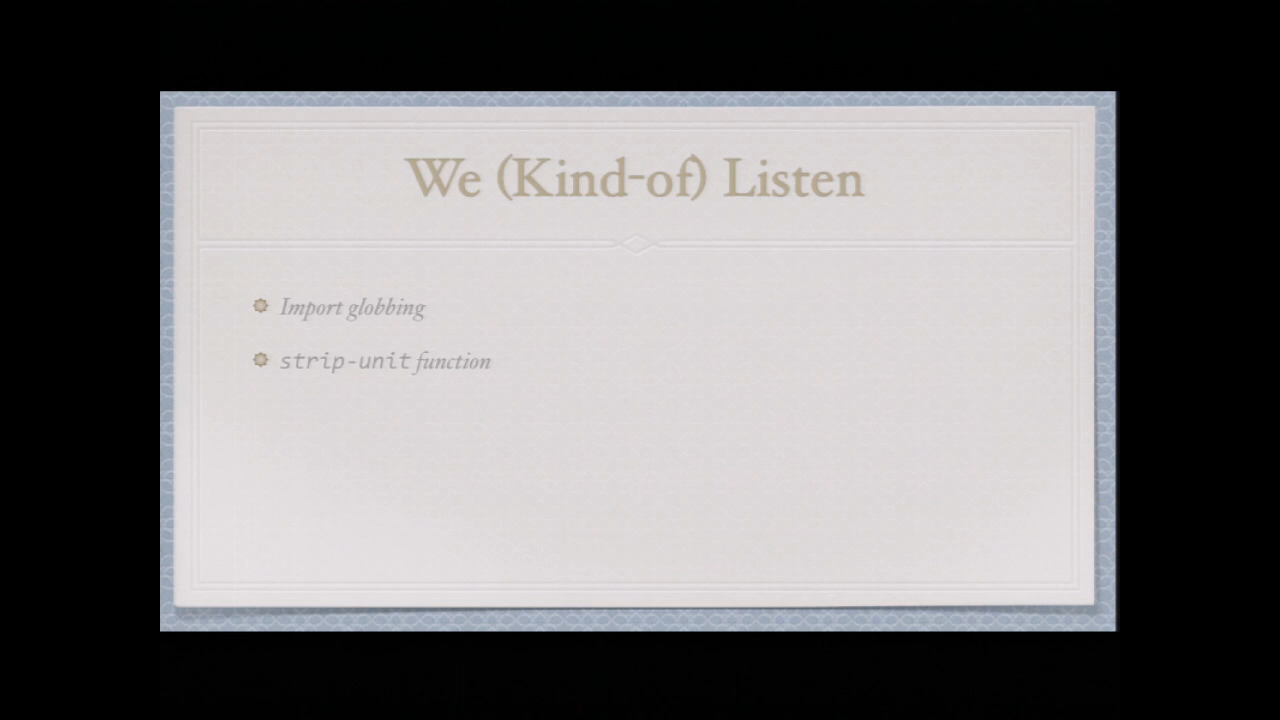 We (Kind-of) Listen
Import globbing
strip-unit function